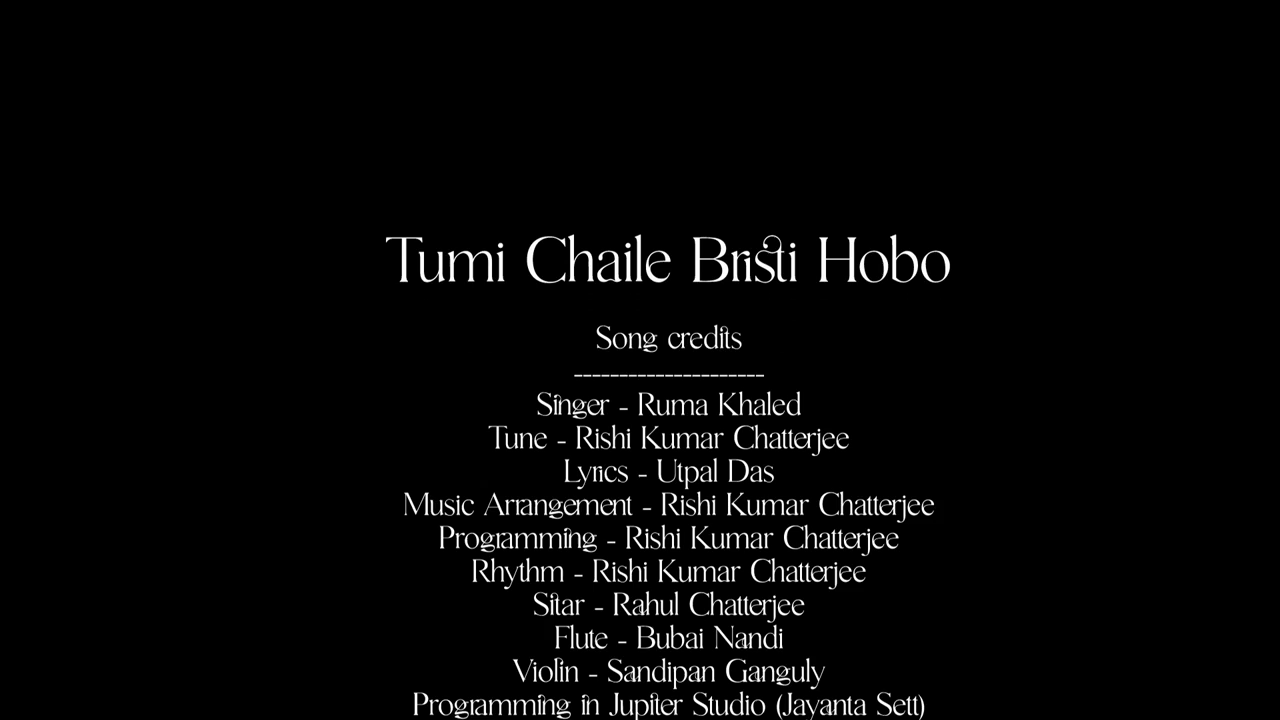 Tumi Chaile Bristi Hobo
Song credits
---------------------
Singer - Ruma Khaled
Tune - Rishi Kumar Chatterjee
Lyrics - Utpal Das
Music Arrangement - Rishi Kumar Chatterjee
Programming - Rishi Kumar Chatterjee
Rhythm - Rishi Kumar Chatterjee
Sitar - Rahul Chatterjee
Flute - Bubai Nandi
Violin - Sandipan Ganguly
Programming in Jupiter Studio (Jayanta Sett)